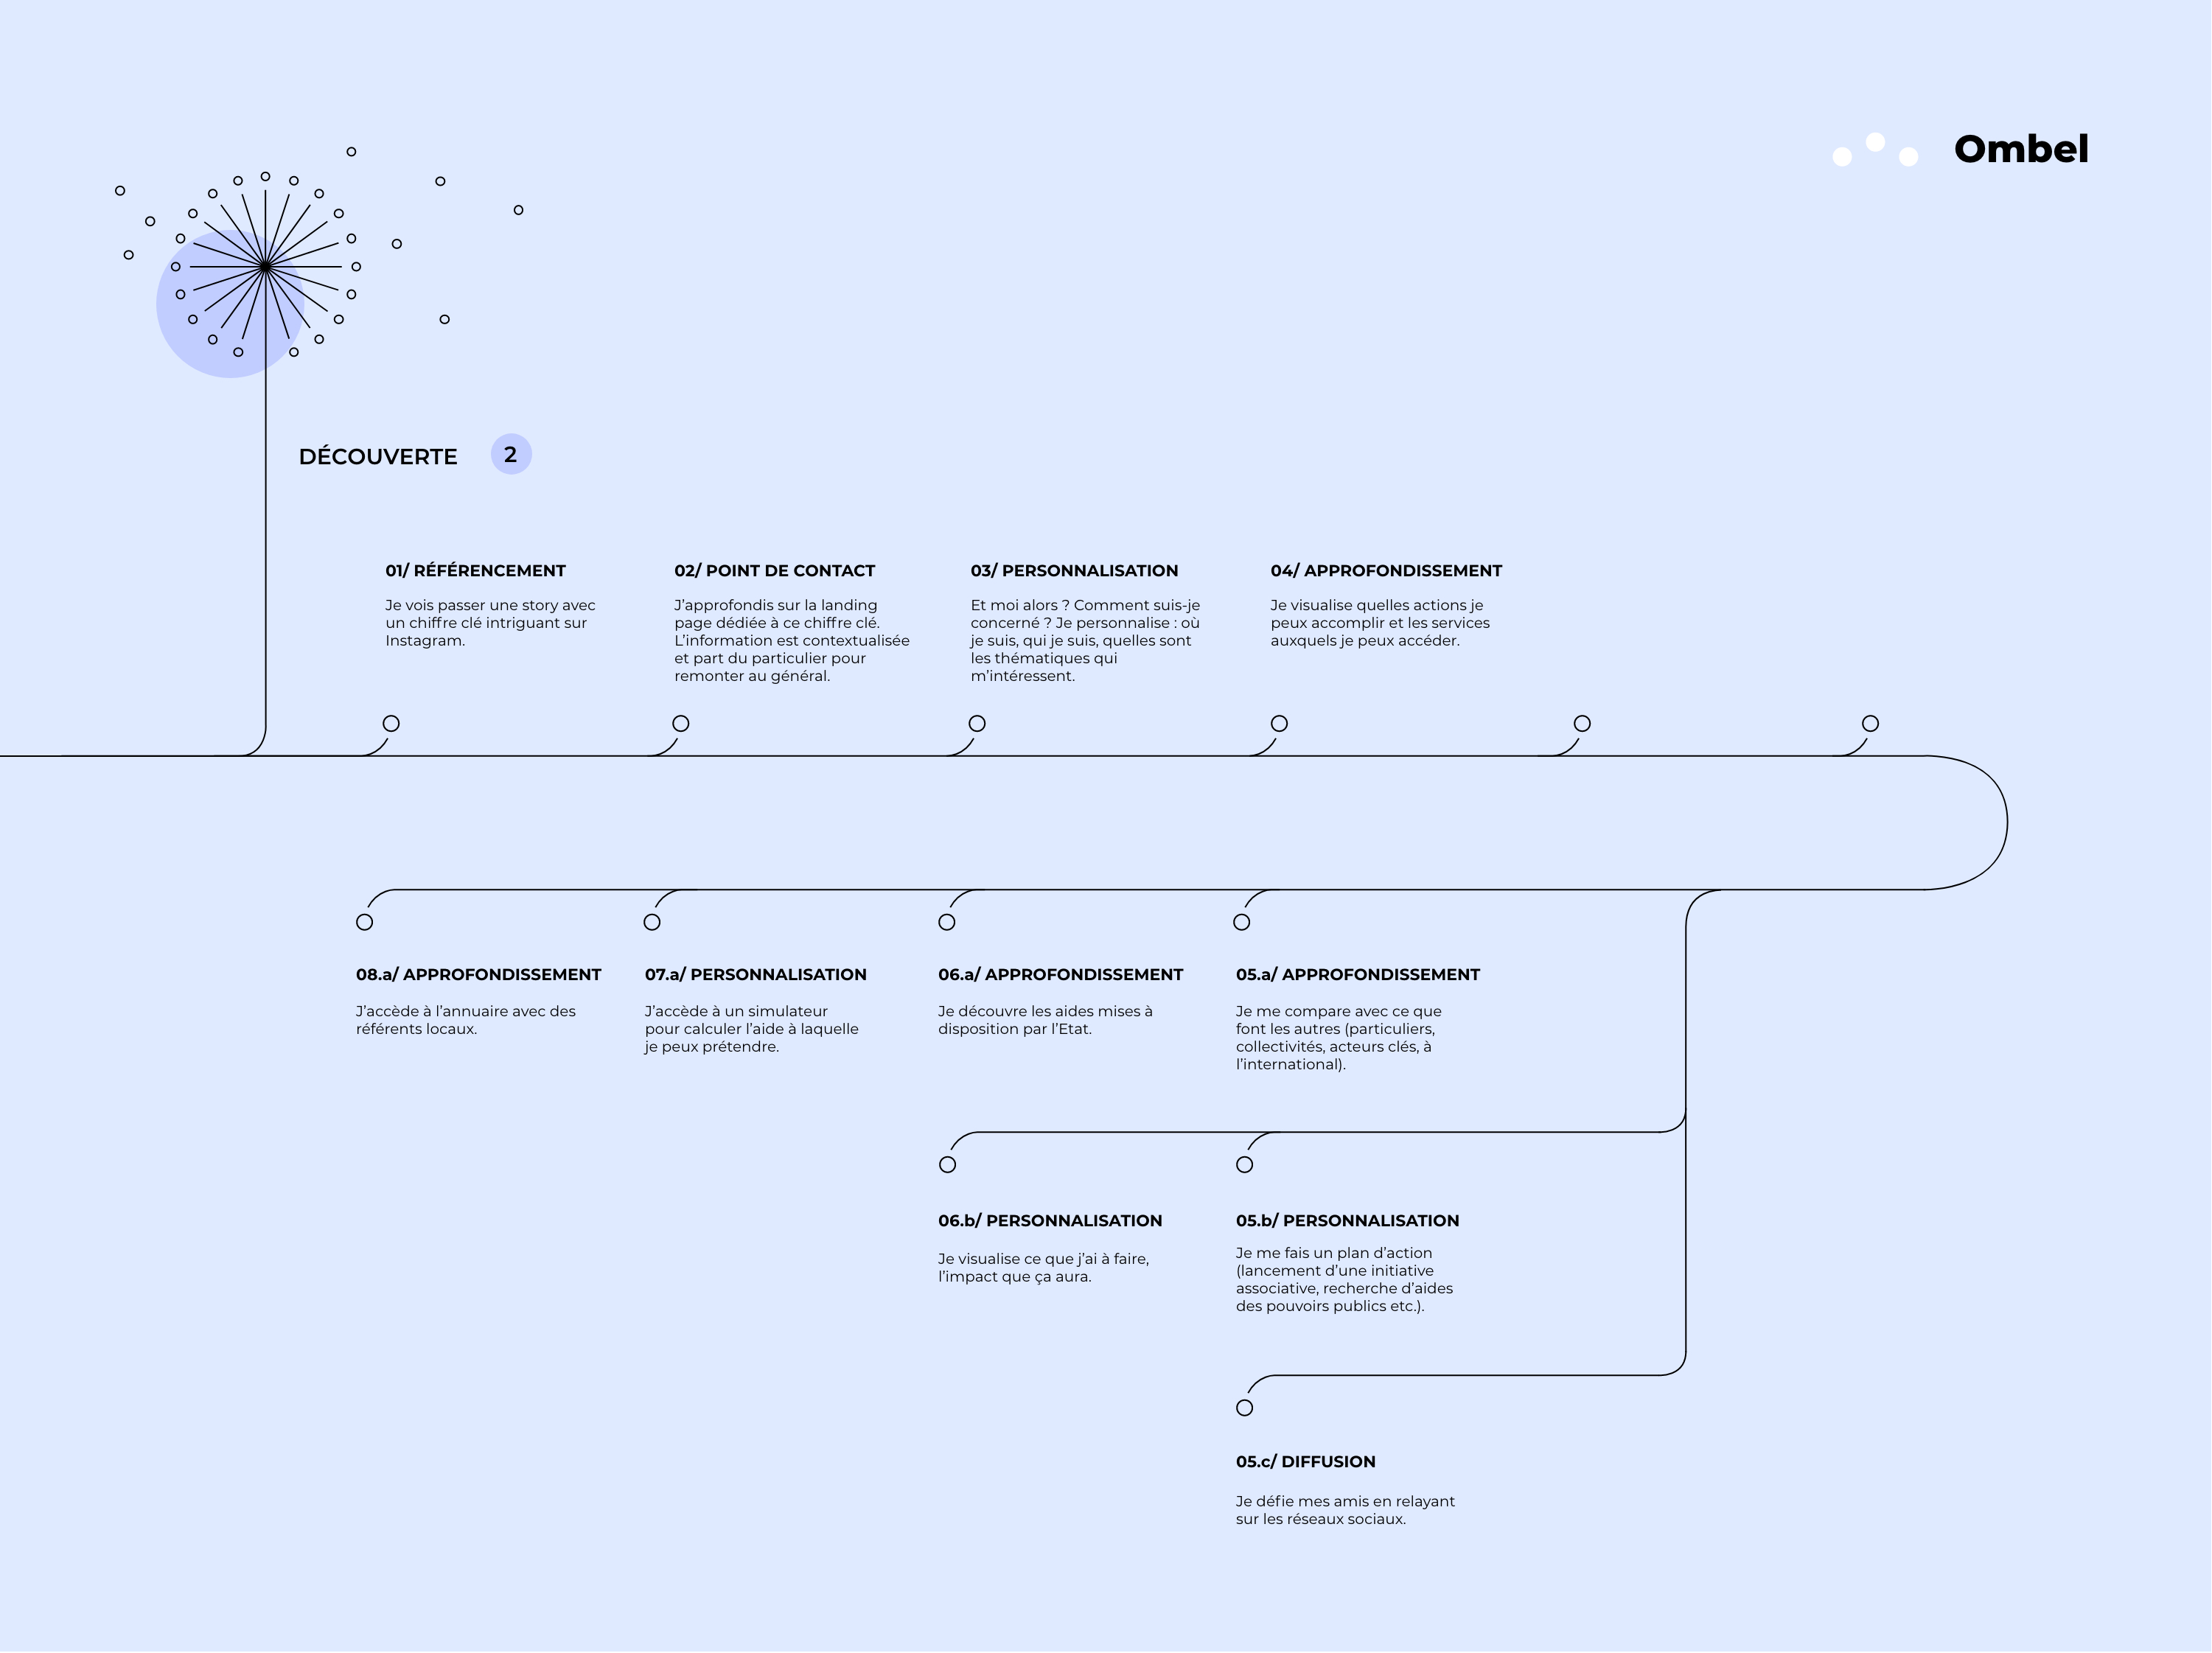 Ombel
DÉCOUVERTE 2
01/ RÉFÉRENCEMENT
Je vois passer une story avec
un chiffre clé intriguant sur
Instagram.
02/ POINT DE CONTACT
J'approfondis sur la landing
page dédiée à ce chiffre clé.
L'information est contextualisée
et part du particulier pour
remonter au général.
03/ PERSONNALISATION
Et moi alors ? Comment suis-je
concerné ? Je personnalise : où
je suis, qui je suis, quelles sont
les thématiques qui
m'intéressent.
04/ APPROFONDISSEMENT
Je visualise quelles actions je
peux accomplir et les services
auxquels je peux accéder.
08.a/ APPROFONDISSEMENT
J'accède à l'annuaire avec des
référents locaux.
07.a/ PERSONNALISATION
J'accède à un simulateur
pour calculer l'aide à laquelle
je peux prétendre.
06.a/ APPROFONDISSEMENT
Je découvre les aides mises à
disposition par l'Etat.
05.a/ APPROFONDISSEMENT
Je me compare avec ce que
font les autres (particuliers,
collectivités, acteurs clés, à
l'international).
06.b/ PERSONNALISATION
Je visualise ce que j'ai à faire,
l'impact que ça aura.
05.b/ PERSONNALISATION
Je me fais un plan d'action
(lancement d'une initiative
associative, recherche d'aides
des pouvoirs publics etc.).
05.c/ DIFFUSION
Je défie mes amis en relayant
sur les réseaux sociaux.